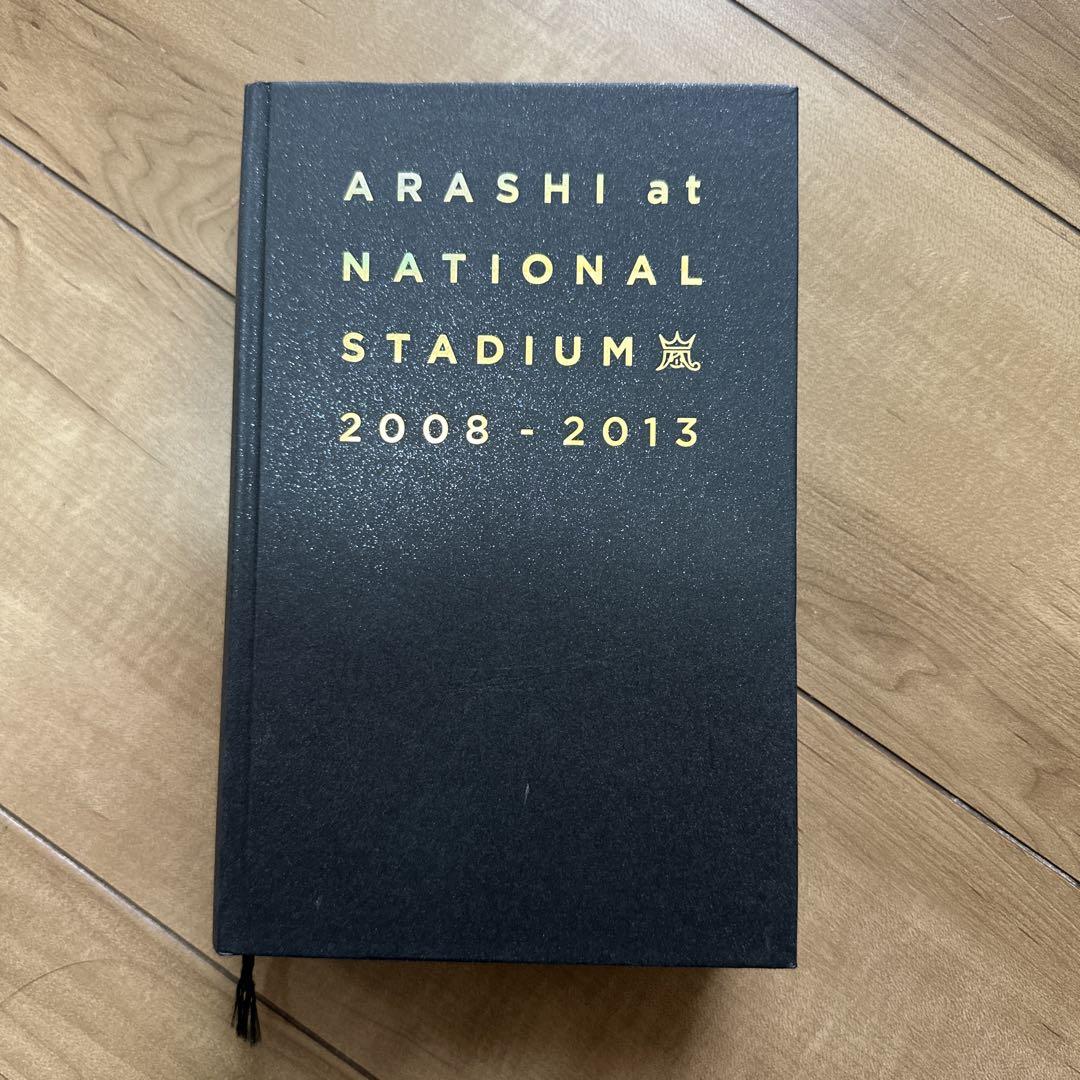 ARASHI at
NATIONAL
STADIUM 嵐
2008 - 2013